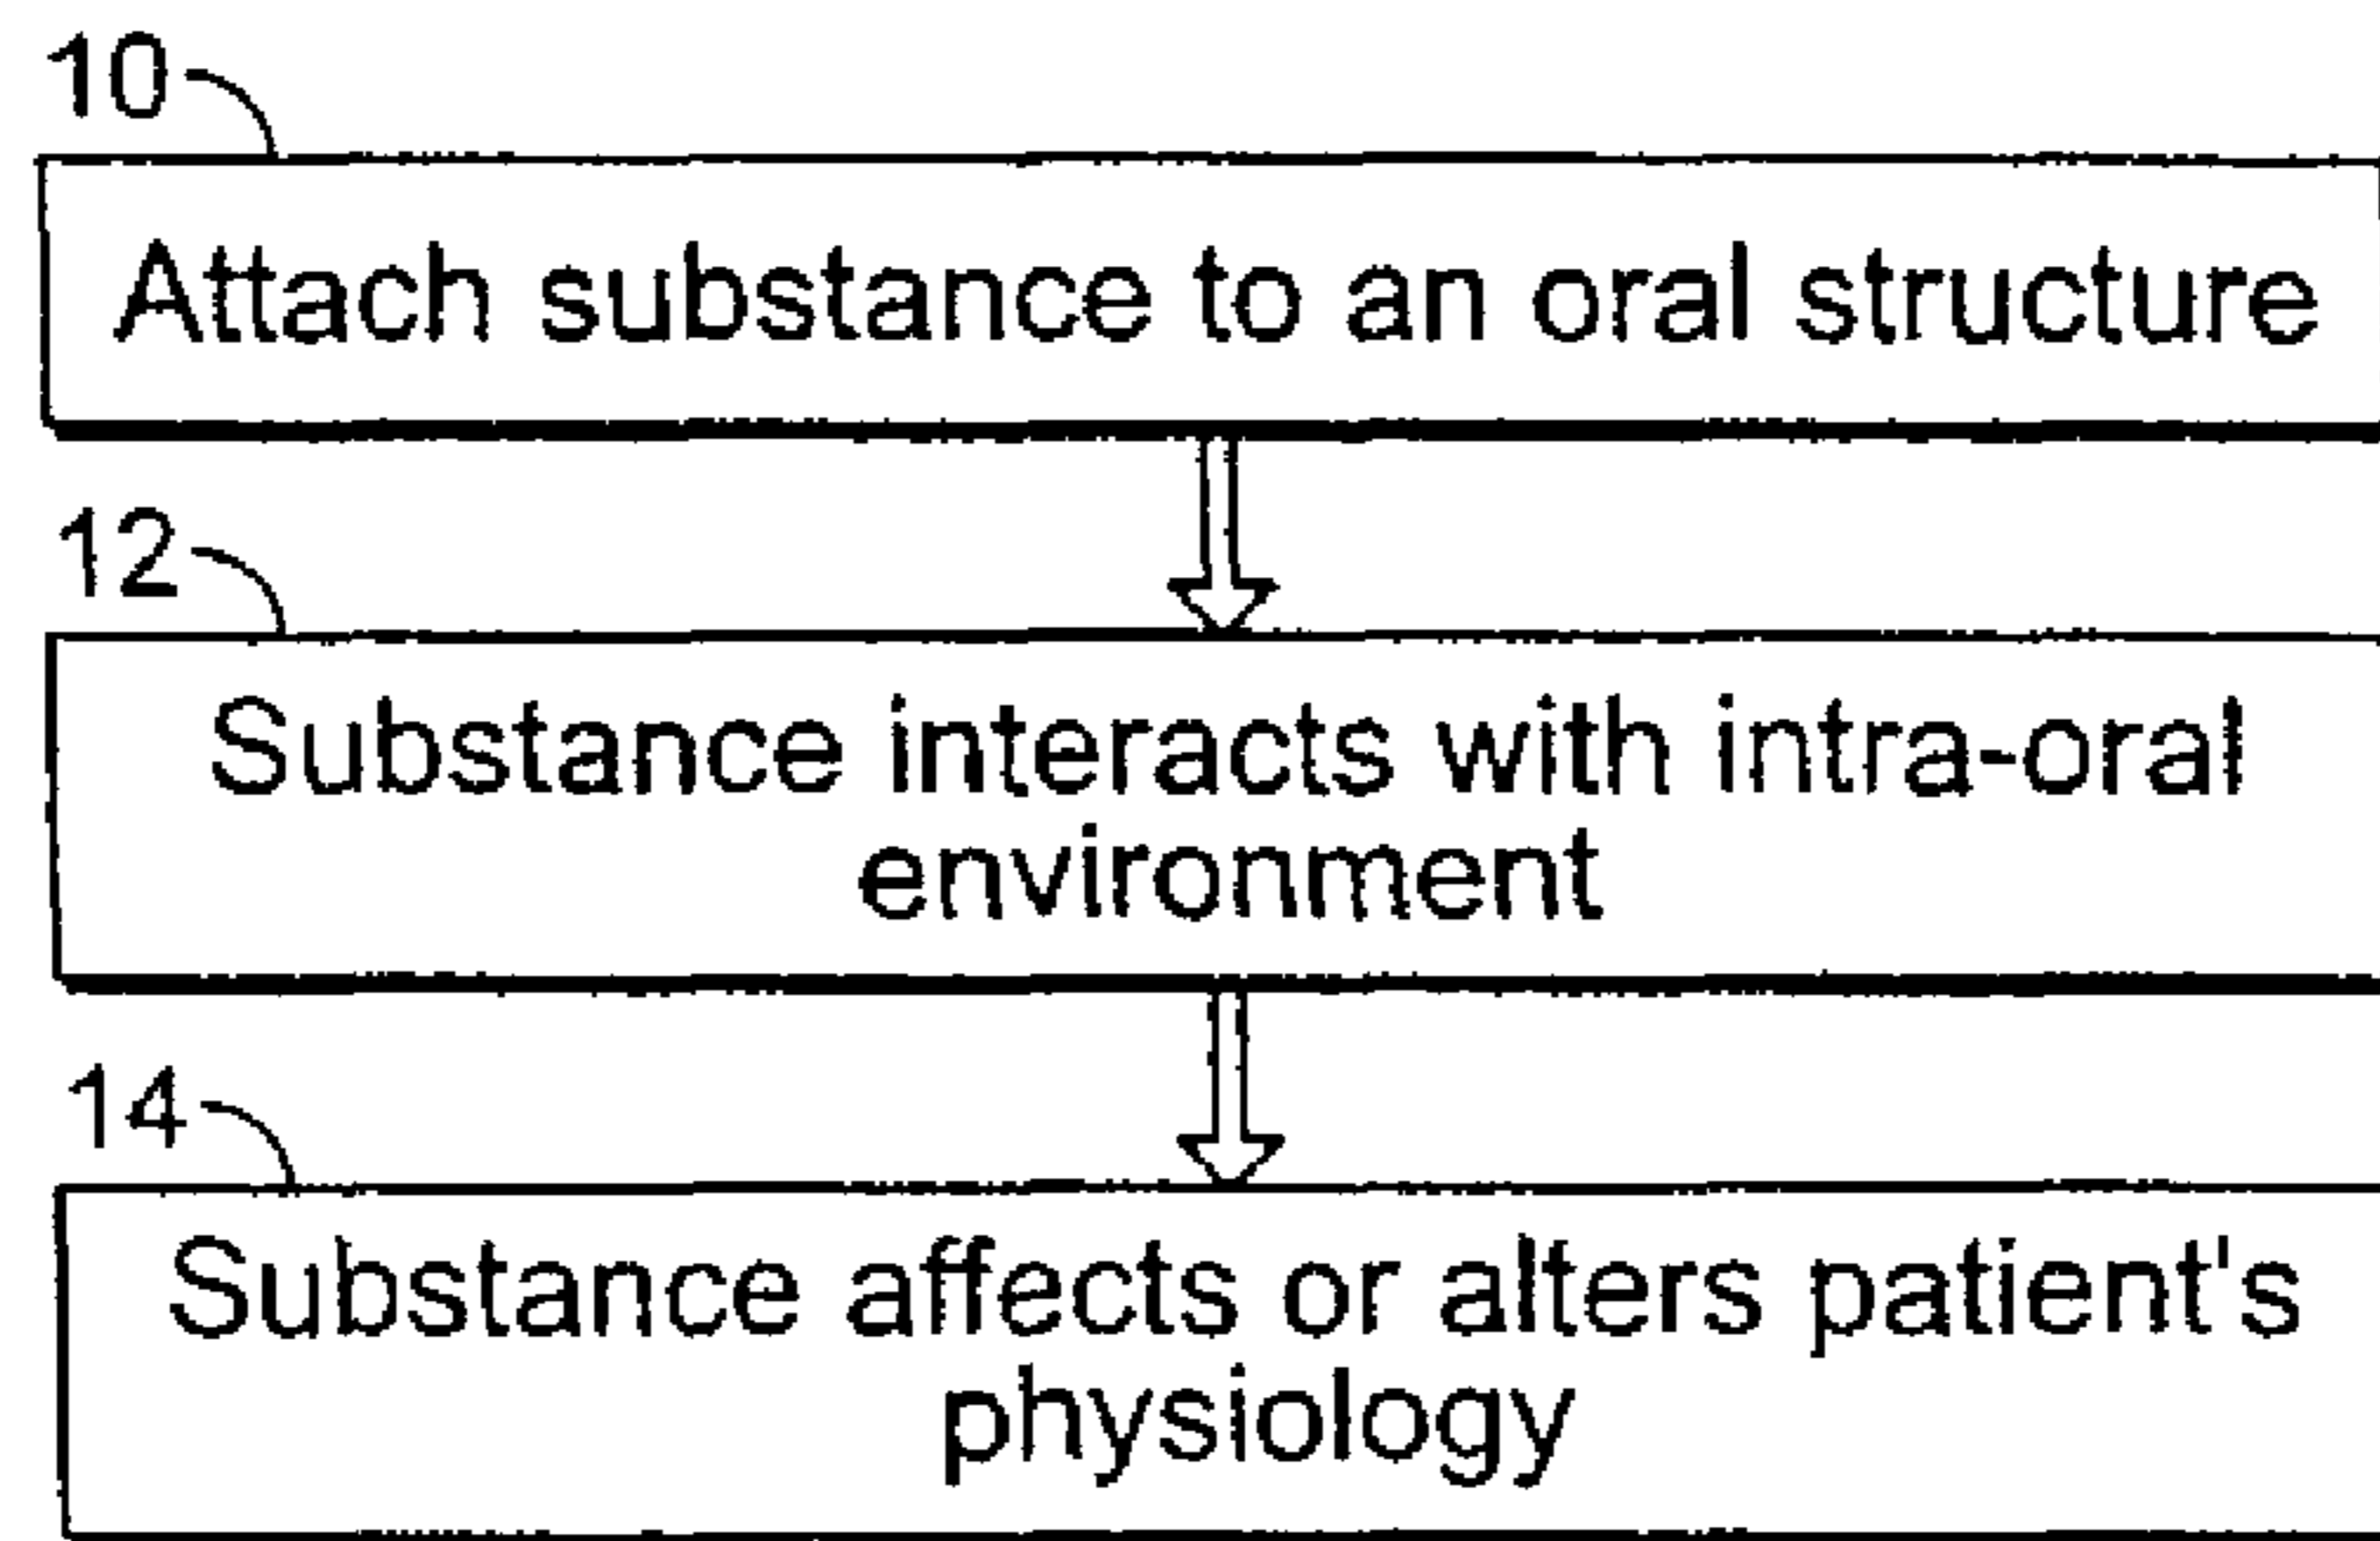 10
Attach substance to an oral structure
12
Substance interacts with intra-oral
environment
14
Substance affects or alters patient's
physiology